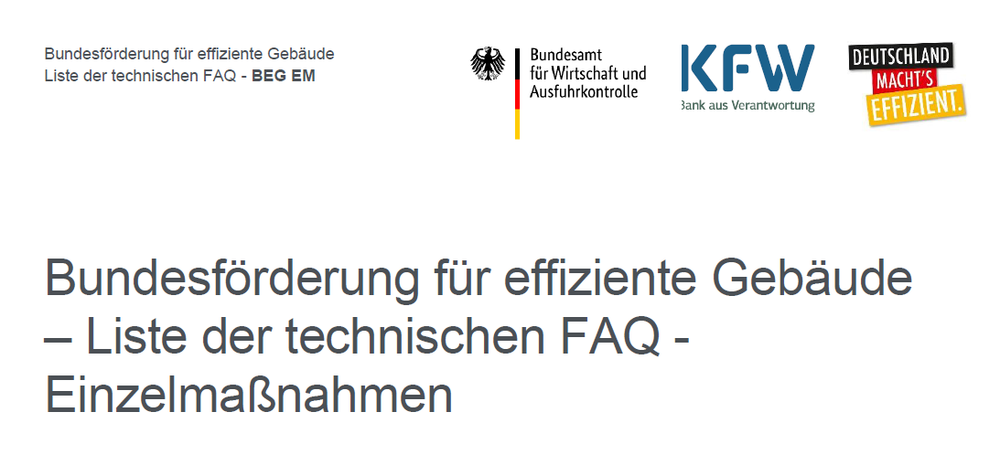 Bundesförderung für effiziente Gebäude
Liste der technischen FAQ - BEG EM
Bundesamt
für Wirtschaft und
Ausfuhrkontrolle
KFW
Bank aus Verantwortung
DEUTSCHLAND
MACHT'S
EFFIZIENT.
Bundesförderung für effiziente Gebäude
– Liste der technischen FAQ -
Einzelmaßnahmen